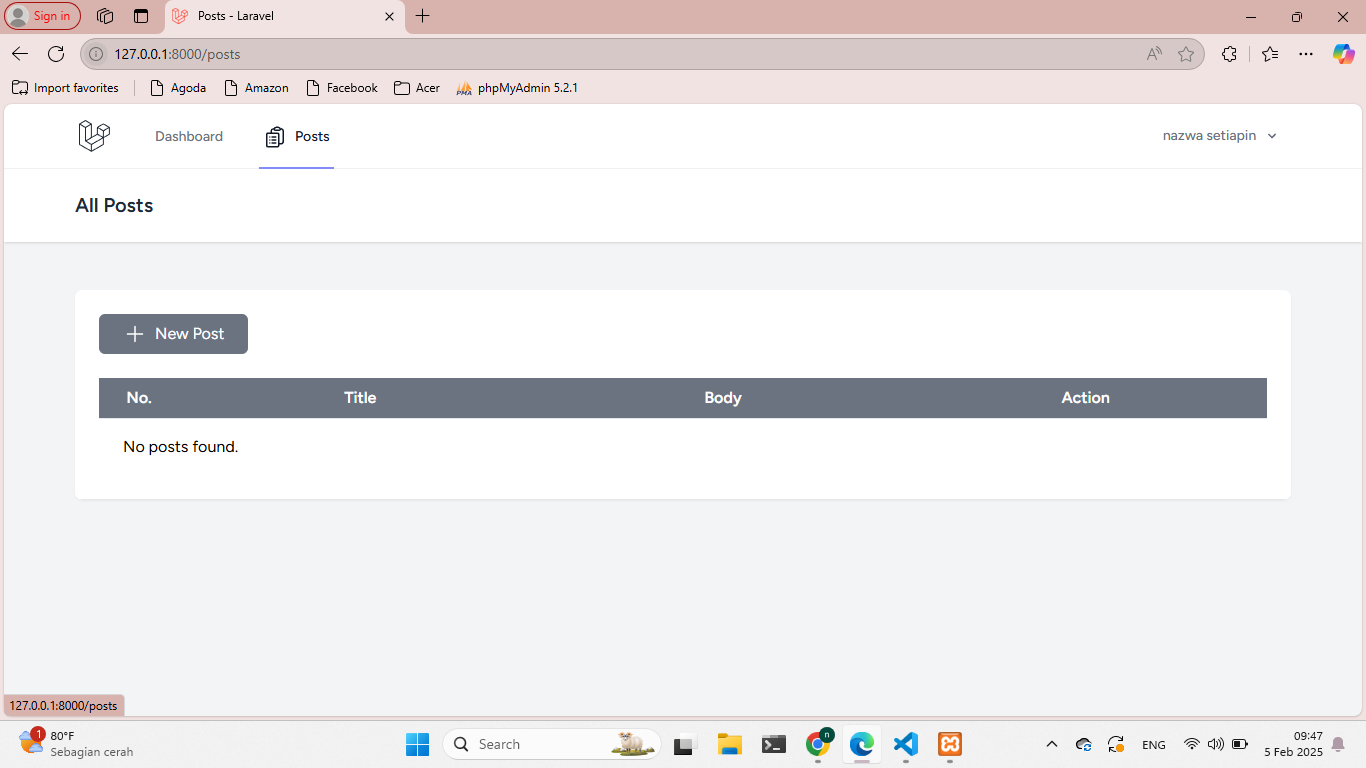 Sign in
Posts - Laravel
127.0.0.1:8000/posts
Import favorites
Agoda
Amazon
Facebook
Acer
phpMyAdmin 5.2.1
Dashboard
Posts
nazwa setiapin
All Posts
New Post
No. Title Body Action
No posts found.
127.0.0.1:8000/posts
1
80°F
Sebagian cerah
Search
n
ENG
09:47
5 Feb 2025